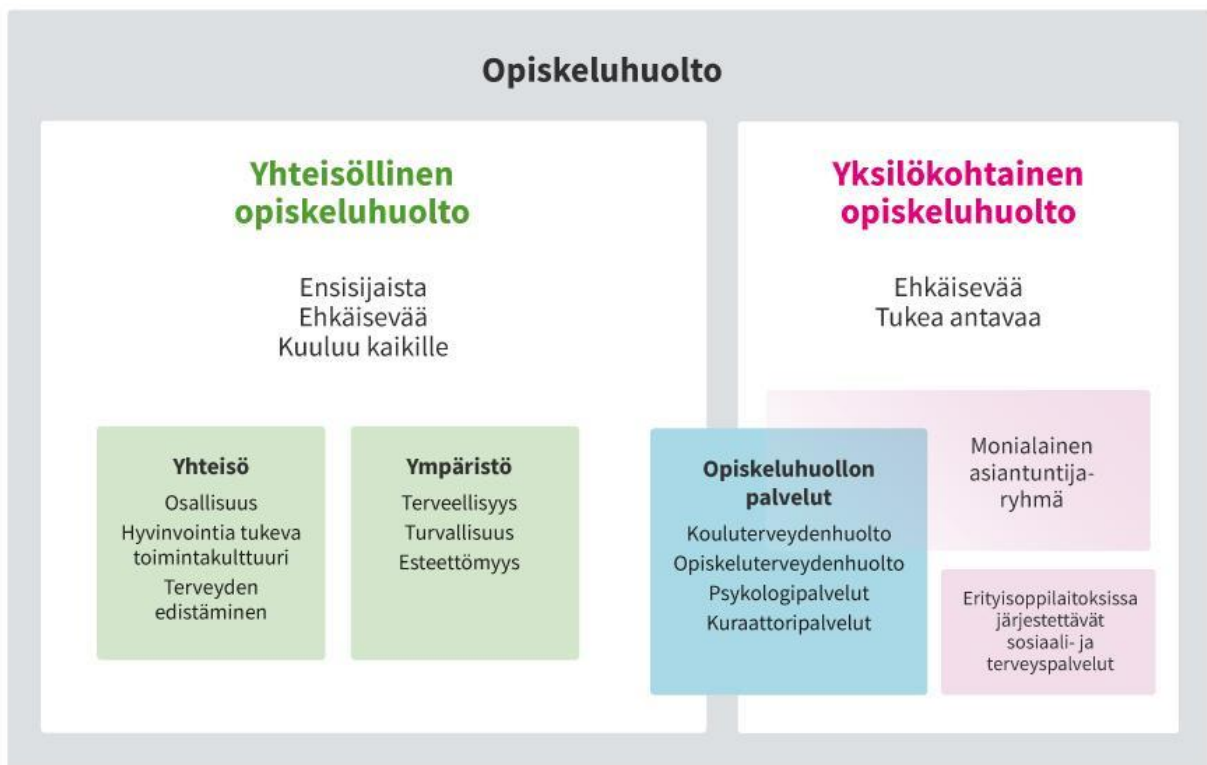 Opiskeluhuolto
Yhteisöllinen
opiskeluhuolto
Ensisijaista
Ehkäisevää
Kuuluu kaikille
Yhteisö
Osallisuus
Hyvinvointia tukeva
toimintakulttuuri
Terveyden
edistäminen
Ympäristö
Terveellisyys
Turvallisuus
Esteettömyys
Opiskeluhuollon
palvelut
Kouluterveydenhuolto
Opiskeluterveydenhuolto
Psykologipalvelut
Kuraattoripalvelut
Yksilökohtainen
opiskeluhuolto
Ehkäisevää
Tukea antavaa
Monialainen
asiantuntija-
ryhmä
Erityisoppilaitoksissa
järjestettävät
sosiaali- ja
terveyspalvelut